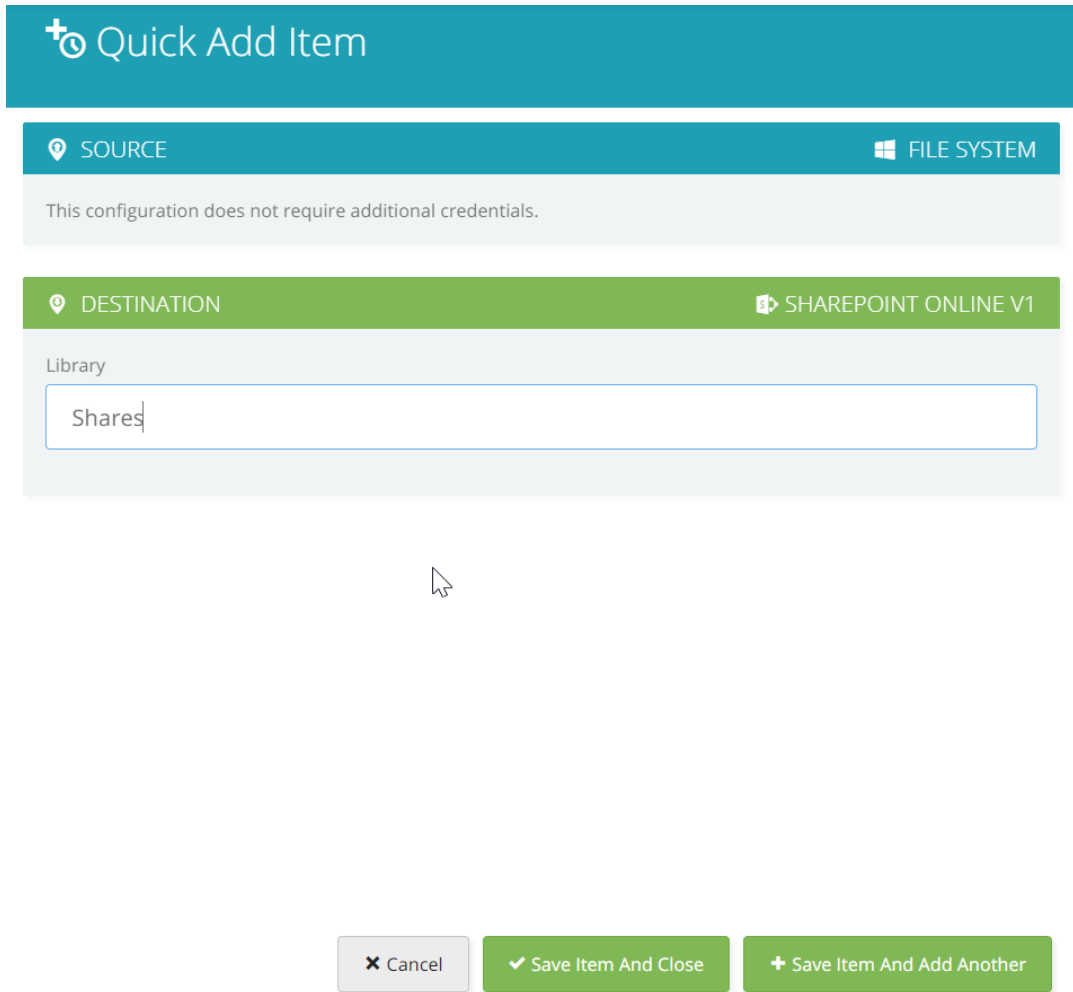 Quick Add Item
SOURCE
FILE SYSTEM
This configuration does not require additional credentials.
DESTINATION
SHAREPOINT ONLINE V1
Library
Shares
Cancel
Save Item And Close
Save Item And Add Another